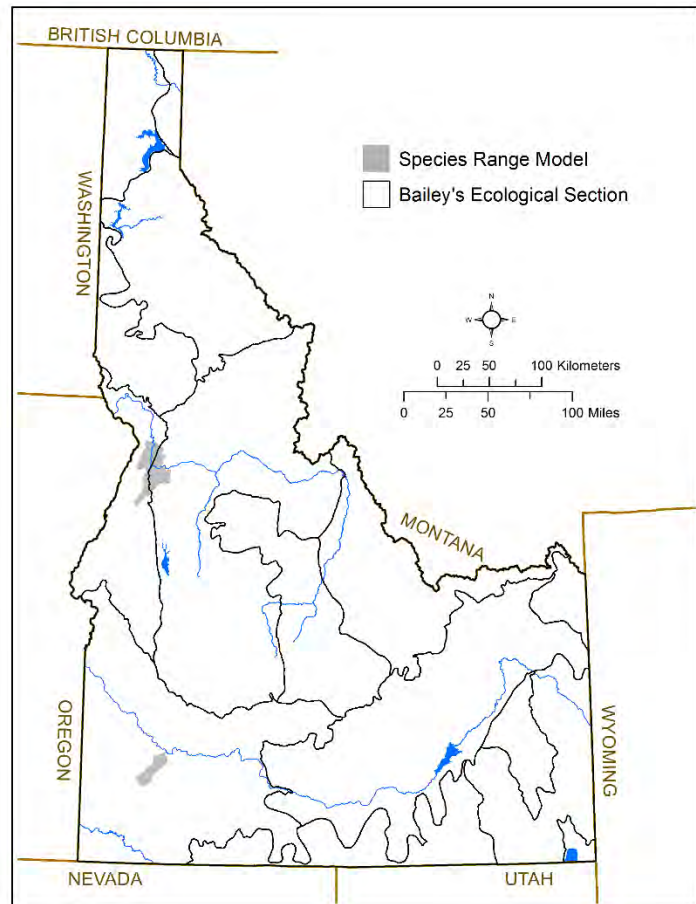 BRITISH COLUMBIA
Species Range Model
Bailey's Ecological Section
WASHINGTON
N
W E
S
0 25 50 100 Kilometers
0 25 50 100 Miles
MONTANA
OREGON
WYOMING
NEVADA
UTAH